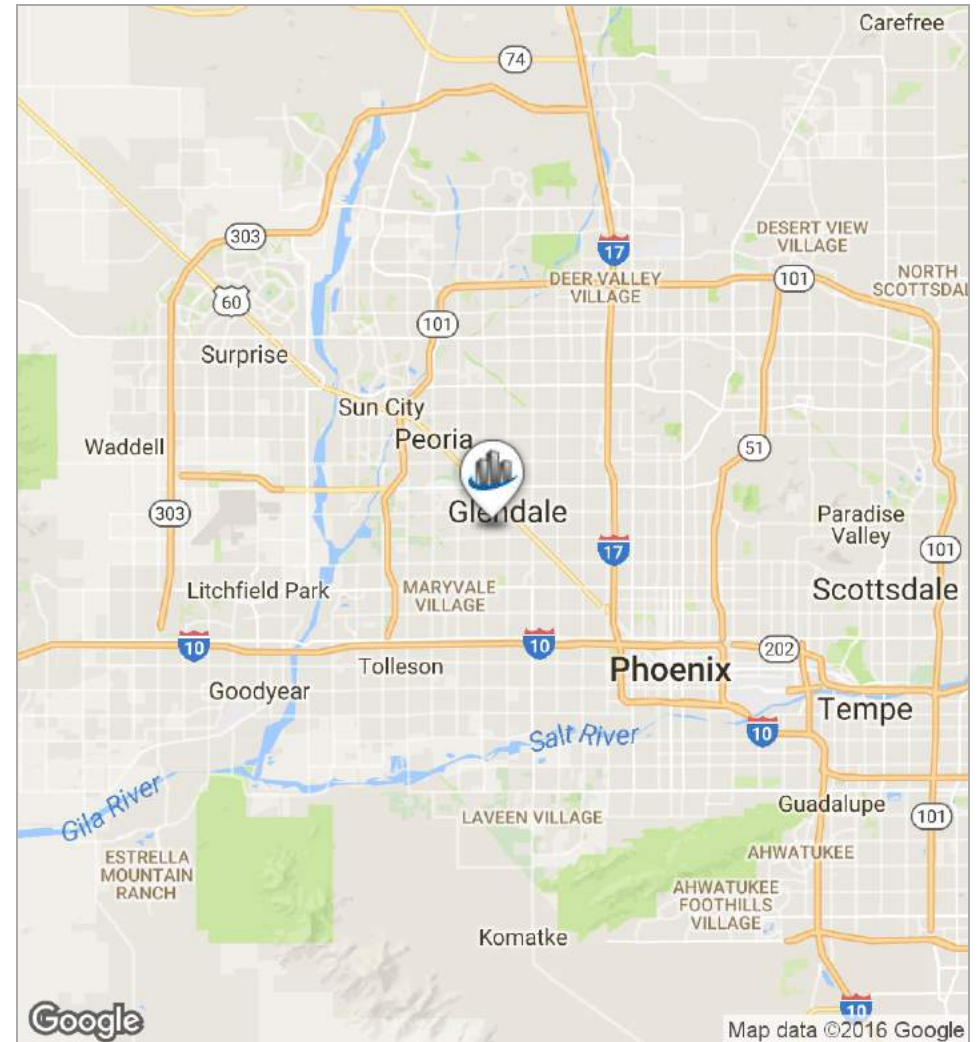 Carefree
74
DESERT VIEW
VILLAGE
303
17
DEER VALLEY
VILLAGE
101
NORTH
SCOTTSDAL
60
101
Surprise
Sun City
Peoria
Waddell
51
Glendale
303
Paradise
Valley
101
17
Litchfield Park
MARYVALE
VILLAGE
Scottsdale
10
10
202
Tolleson
Phoenix
Goodyear
Tempe
10
Salt River
Gila River
Guadalupe
LAVEEN VILLAGE
101
ESTRELLA
MOUNTAIN
RANCH
AHWATUKEE
AHWATUKEE
FOOTHILLS
VILLAGE
Komatke
10
Google
Map data ©2016 Google